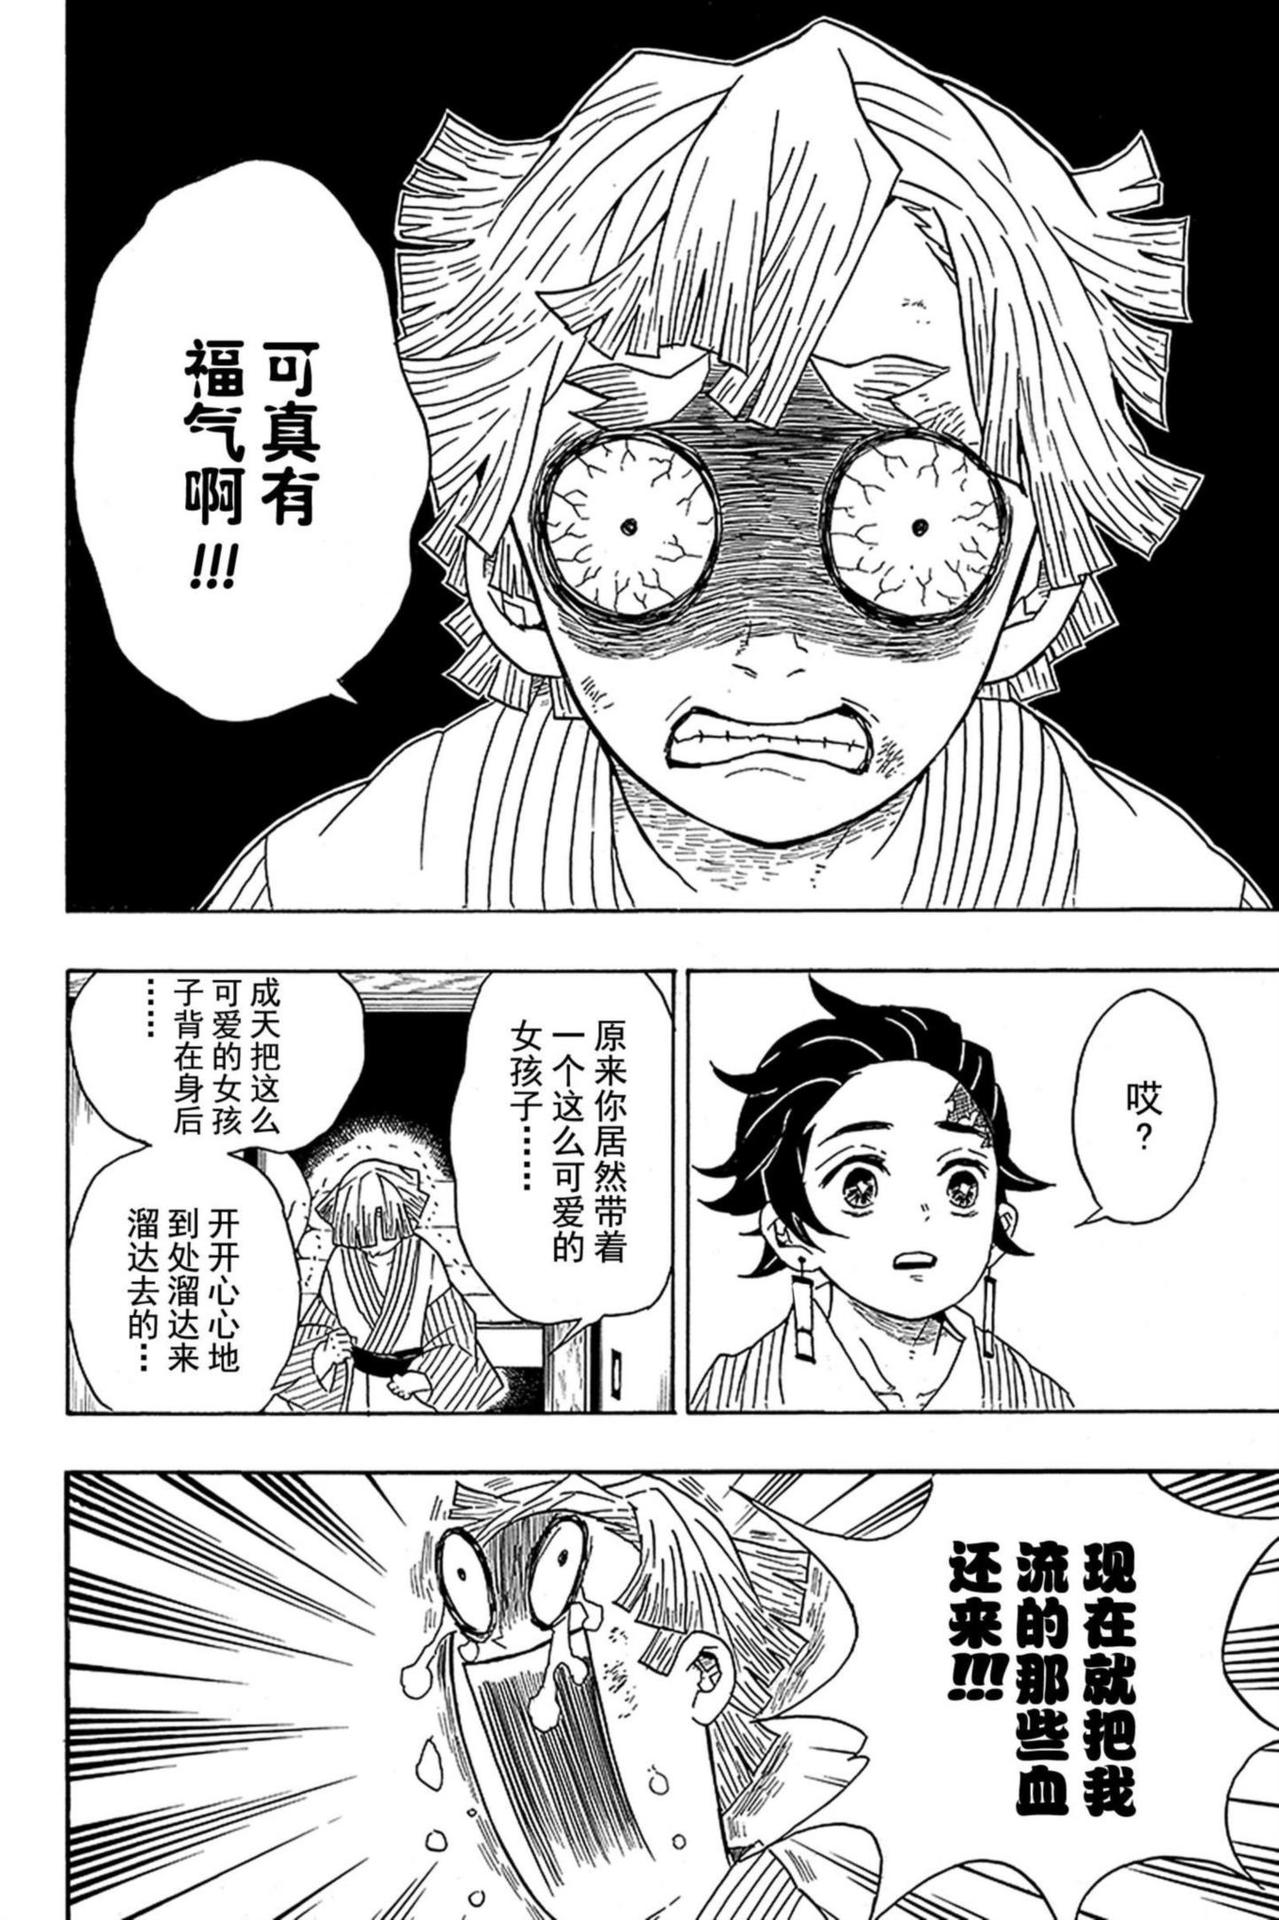 可真有
福气啊!!!
哎?
原来你居然带着
一个这么可爱的
女孩子……
成天把这么
可爱的女孩
子背在身后
……
开开心心地
到处溜达来
溜达去的…
现在就把我
流的那些血
还来!!!